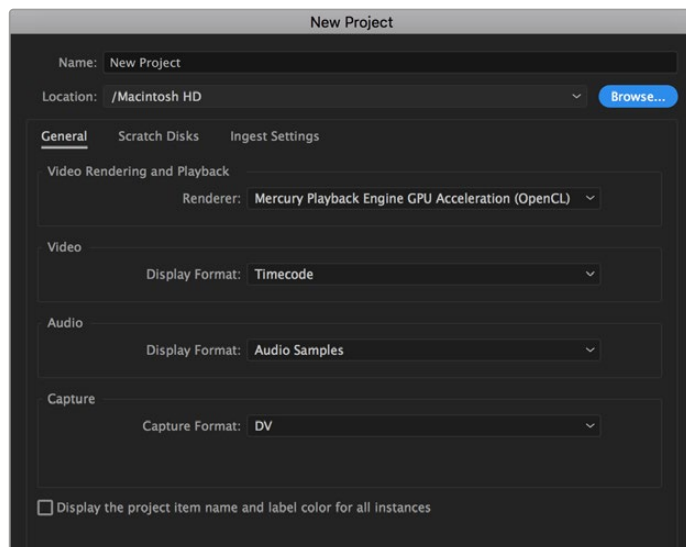 New Project
Name: New Project
Location: /Macintosh HD Browse...
General Scratch Disks Ingest Settings
Video Rendering and Playback
Renderer: Mercury Playback Engine GPU Acceleration (OpenCL)
Video
Display Format: Timecode
Audio
Display Format: Audio Samples
Capture
Capture Format: DV
Display the project item name and label color for all instances